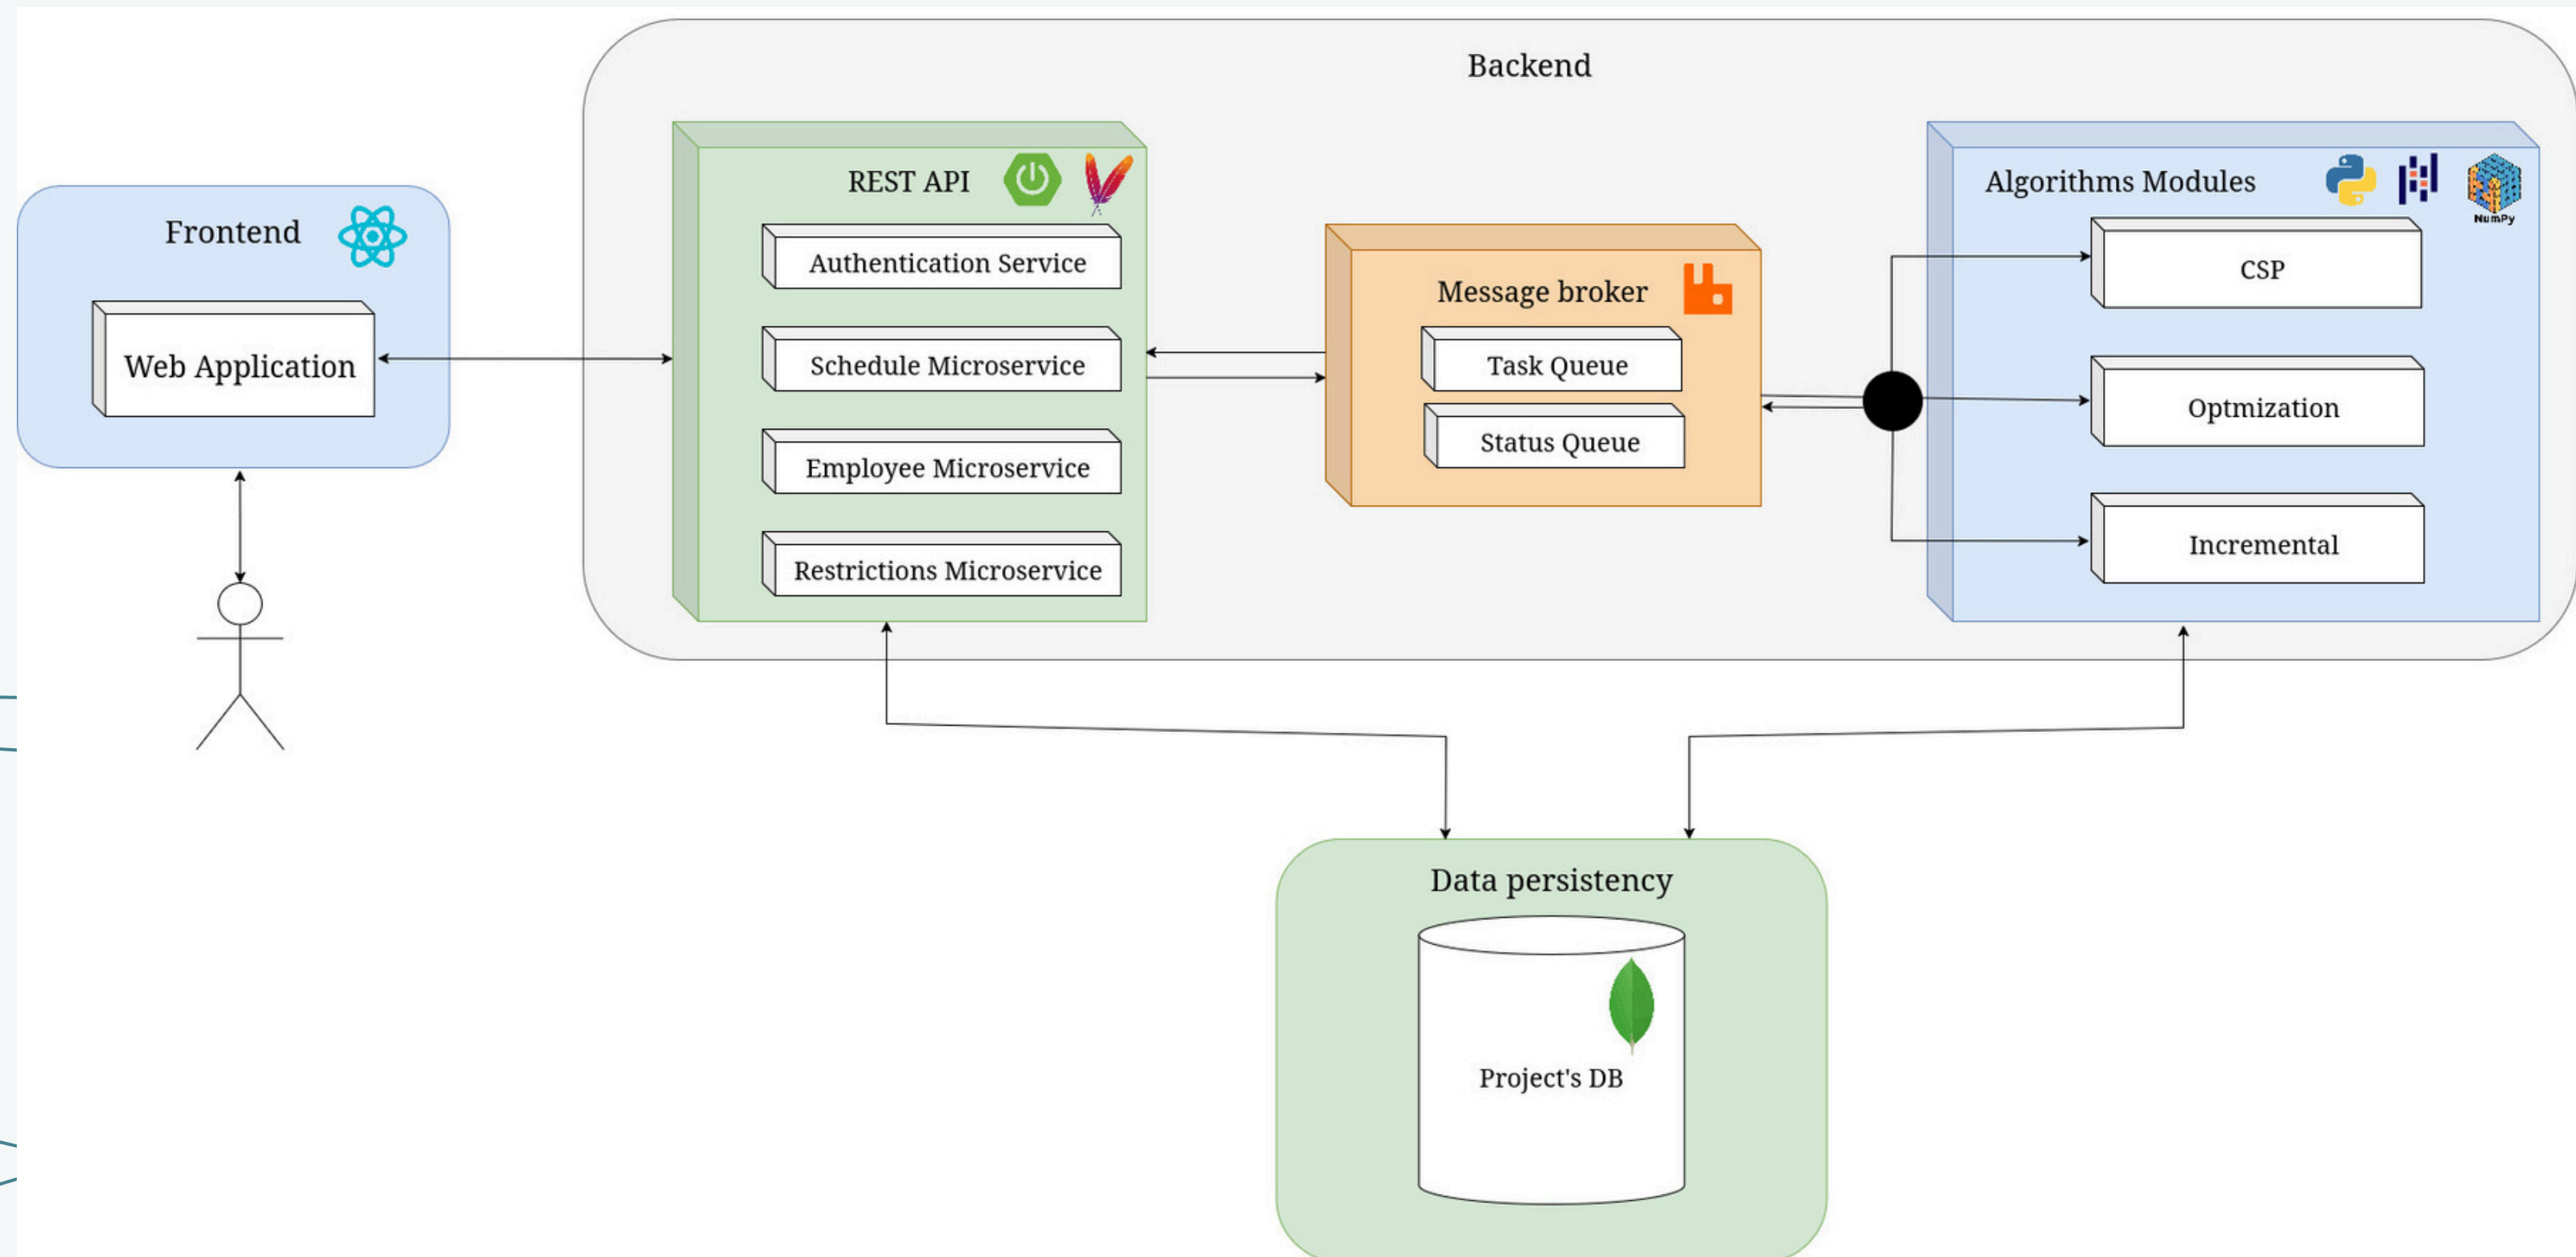 Backend
Frontend
Web Application
REST API
Authentication Service
Schedule Microservice
Employee Microservice
Restrictions Microservice
Message broker
Task Queue
Status Queue
Algorithms Modules
NumPy
CSP
Optmization
Incremental
Data persistency
Project's DB